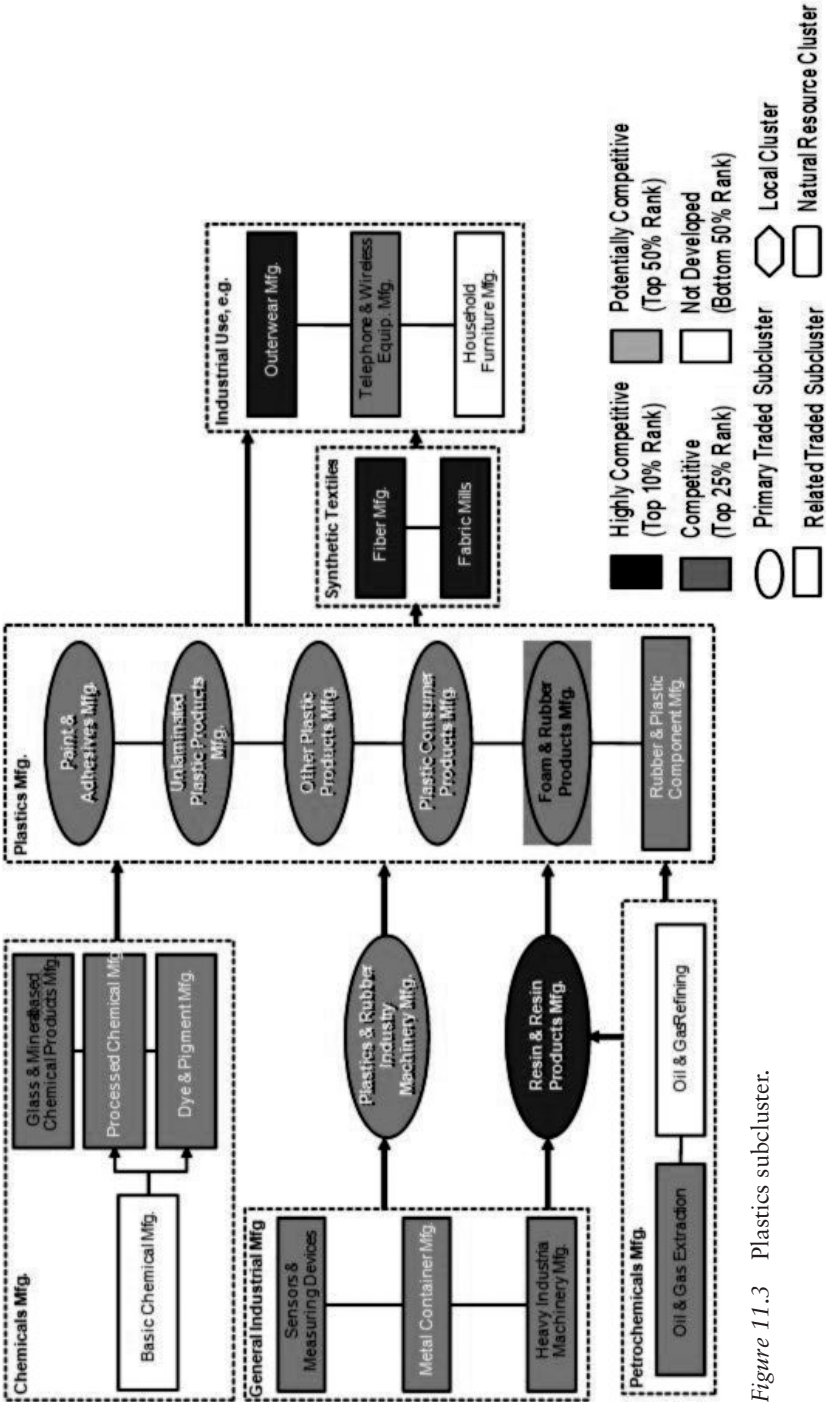 Chemicals Mfg.
Basic Chemical Mfg.
Glass & Mineralbased
Chemical Products Mfg.
Processed Chemical Mfg
Dye & Pigment Mfg.
General Industrial Mfg
Sensors &
Measuring Devices
Metal Container Mfg.
Heavy Industria
Machinery Mfg.
Petrochemicals Mfg.
Oil & Gas Extraction
Oil & GasRefining
Plastics & Rubber
Industry
Machinery Mfg.
Resin & Resin
Products Mfg.
Plastics Mfg.
Paint &
Adhesives Mfg.
Unlaminated
Plastic Products
Mfg.
Other Plastic
Products Mfg.
Plastic Consumer
Products Mfg.
Foam & Rubber
Products Mfg.
Rubber & Plastic
Component Mfg.
Synthetic Textiles
Fiber Mfg.
Fabric Mills
Industrial Use, e.g.
Outerwear Mfg.
Telephone & Wireless
Equip. Mfg.
Household
Furniture Mfg.
Highly Competitive
(Top 10% Rank)
Potentially Competitive
(Top 50% Rank)
Competitive
(Top 25% Rank)
Not Developed
(Bottom 50% Rank)
Primary Traded Subcluster
Local Cluster
Related Traded Subcluster
Natural Resource Cluster
Figure 11.3 Plastics subcluster.